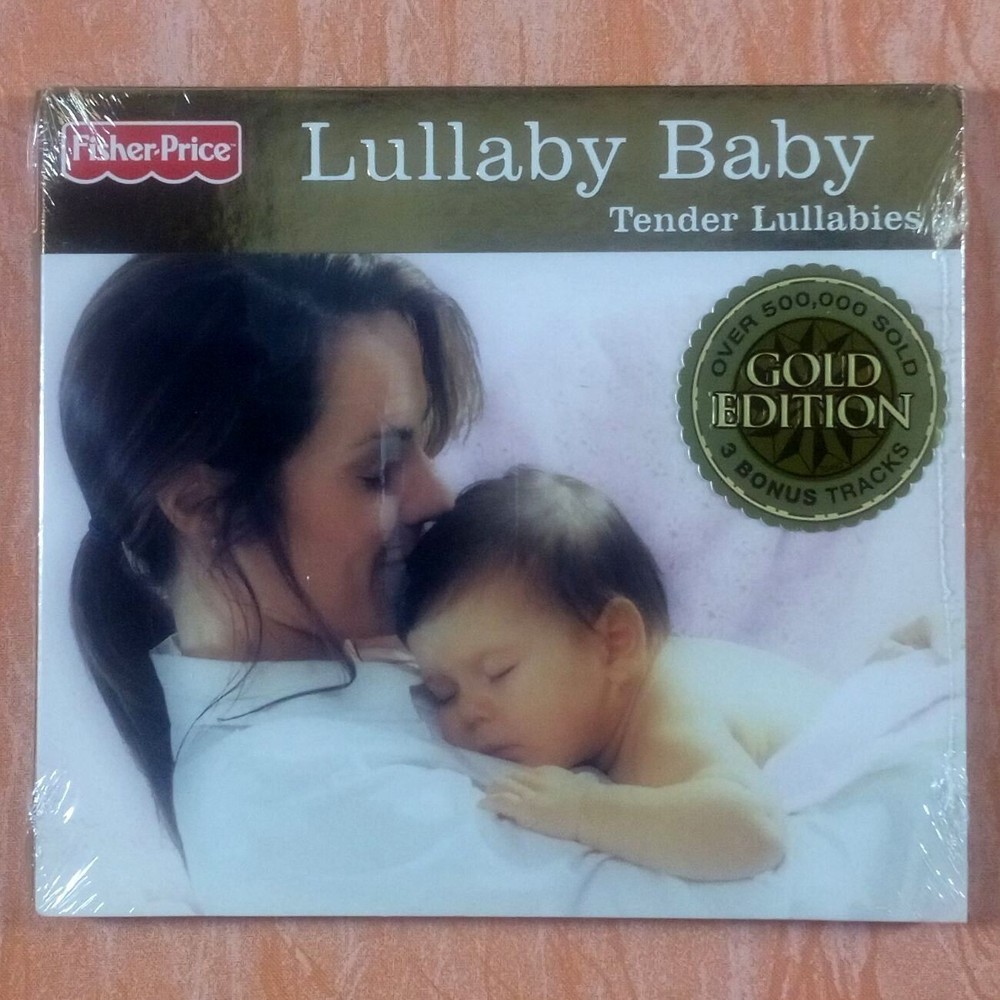 Fisher-Price
Lullaby Baby
Tender Lullabies
OVER 500,000 SOLD
GOLD
EDITION
3 BONUS TRACKS